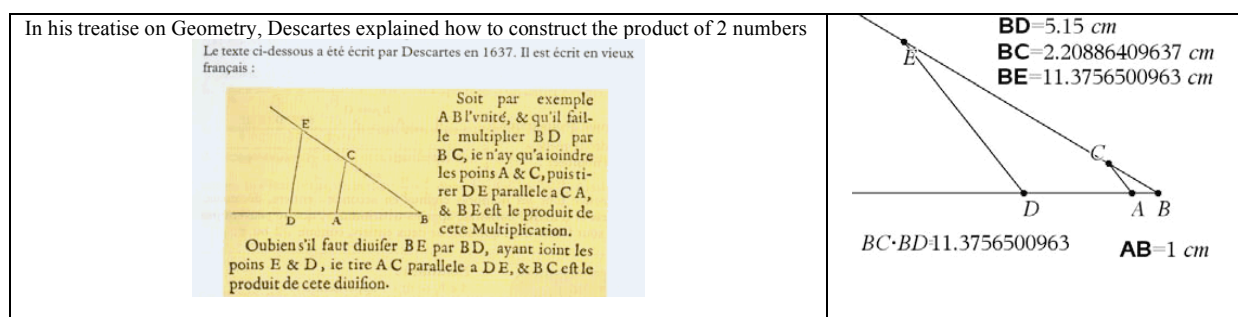 In his treatise on Geometry, Descartes explained how to construct the product of 2 numbers
Le texte ci-dessous a été écrit par Descartes en 1637. Il est écrit en vieux
français :
Soit par exemple
A B l'vnité, & qu'il fail-
le multiplier B D par
B C, ie n'ay qu'a ioindre
les poins A & C, puis ti-
rer D E parallele a C A,
& B E eſt le produit de
cete Multiplication.
Oubien s'il faut diuiſer B E par B D, ayant ioint les
poins E & D, ie tire A C parallele a D E, & B C eſt le
produit de cete diuiſion.
E
C
D A B
BD=5.15 cm
BC=2.20886409637 cm
BE=11.3756500963 cm
E
C
D A B
BC·BD=11.3756500963
AB=1 cm